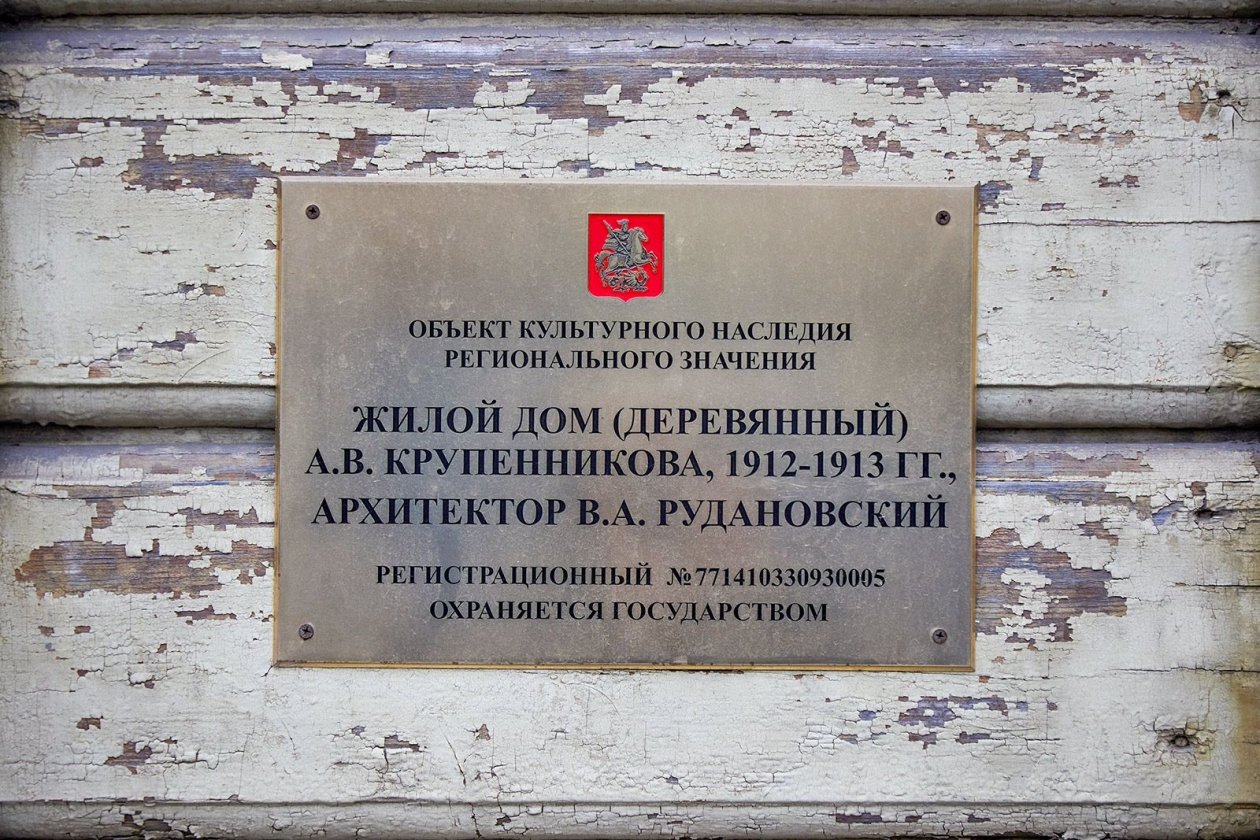 ОБЪЕКТ КУЛЬТУРНОГО НАСЛЕДИЯ
РЕГИОНАЛЬНОГО ЗНАЧЕНИЯ
ЖИЛОЙ ДОМ (ДЕРЕВЯННЫЙ)
А.В. КРУПЕННИКОВА, 1912-1913 ГГ.,
АРХИТЕКТОР В.А. РУДАНОВСКИЙ
РЕГИСТРАЦИОННЫЙ №771410330930005
ОХРАНЯЕТСЯ ГОСУДАРСТВОМ